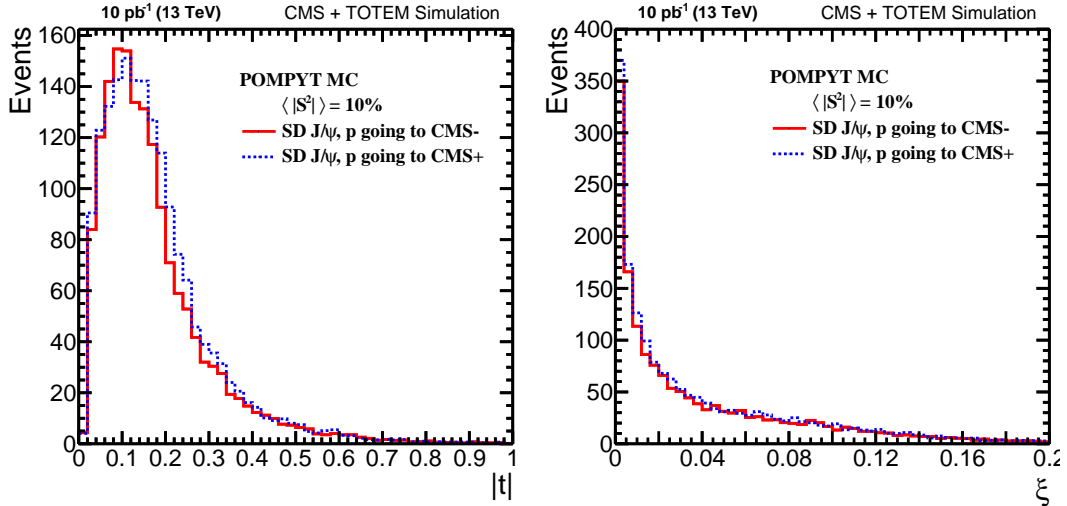 10 pb⁻¹ (13 TeV) CMS + TOTEM Simulation
Events
160
140
120
100
80
60
40
20
0
POMPYT MC
⟨ |S²| ⟩ = 10%
SD J/ψ, p going to CMS-
SD J/ψ, p going to CMS+
0 0.1 0.2 0.3 0.4 0.5 0.6 0.7 0.8 0.9 1
|t|
10 pb⁻¹ (13 TeV) CMS + TOTEM Simulation
Events
400
350
300
250
200
150
100
50
0
POMPYT MC
⟨ |S²| ⟩ = 10%
SD J/ψ, p going to CMS-
SD J/ψ, p going to CMS+
0 0.04 0.08 0.12 0.16 0.2
ξ